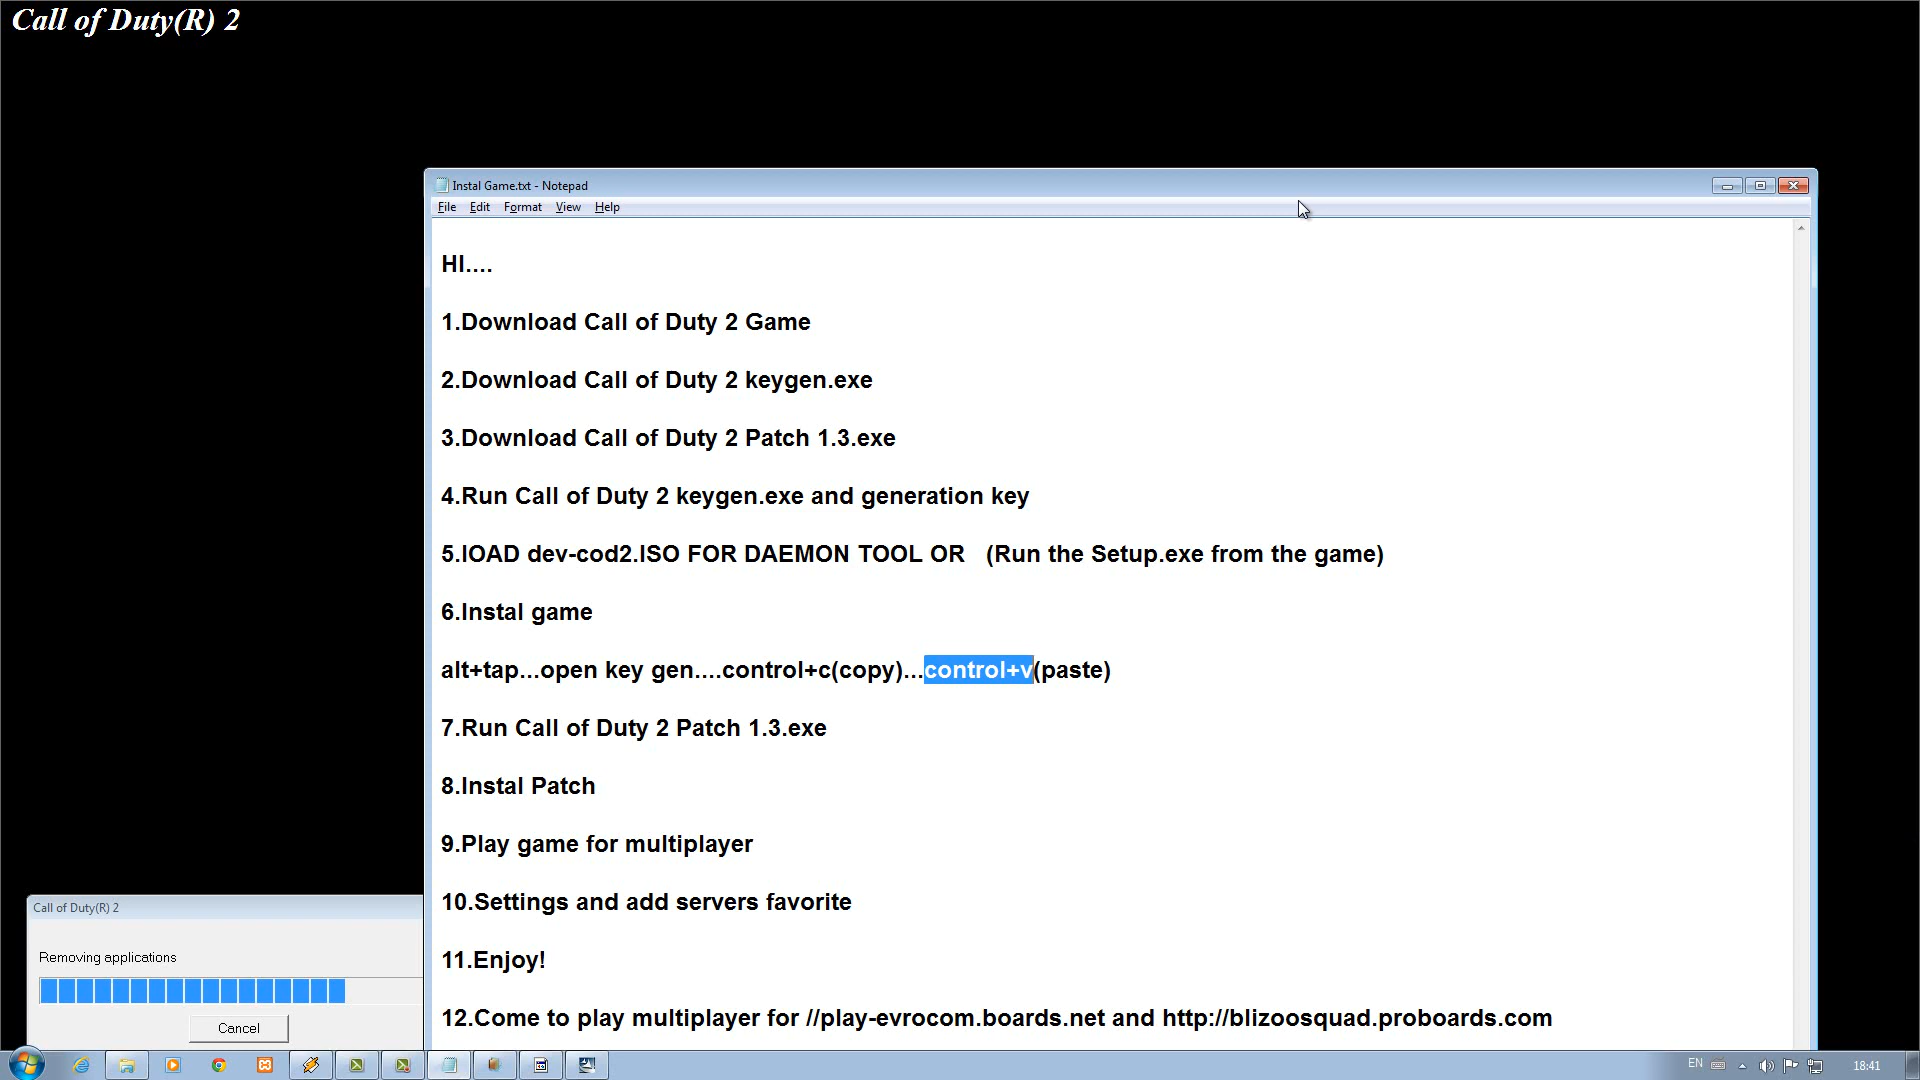 Call of Duty(R) 2
Instal Game.txt - Notepad
File Edit Format View Help
HI....
1.Download Call of Duty 2 Game
2.Download Call of Duty 2 keygen.exe
3.Download Call of Duty 2 Patch 1.3.exe
4.Run Call of Duty 2 keygen.exe and generation key
5.lOAD dev-cod2.ISO FOR DAEMON TOOL OR (Run the Setup.exe from the game)
6.Instal game
alt+tap...open key gen....control+c(copy)...control+v(paste)
7.Run Call of Duty 2 Patch 1.3.exe
8.Instal Patch
9.Play game for multiplayer
10.Settings and add servers favorite
11.Enjoy!
12.Come to play multiplayer for //play-evrocom.boards.net and http://blizoosquad.proboards.com
Call of Duty(R) 2
Removing applications
Cancel
EN
18:41